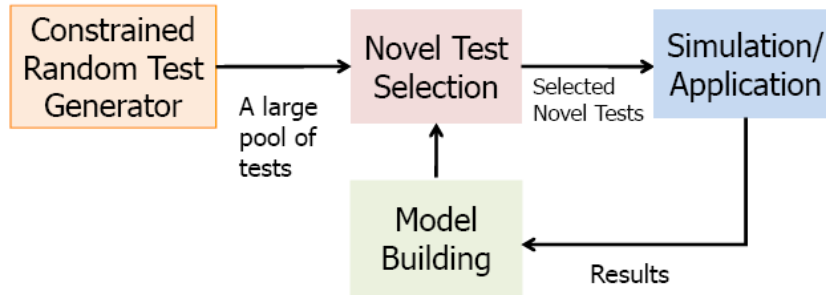 Constrained
Random Test
Generator
A large
pool of
tests
Novel Test
Selection
Selected
Novel Tests
Simulation/
Application
Model
Building
Results